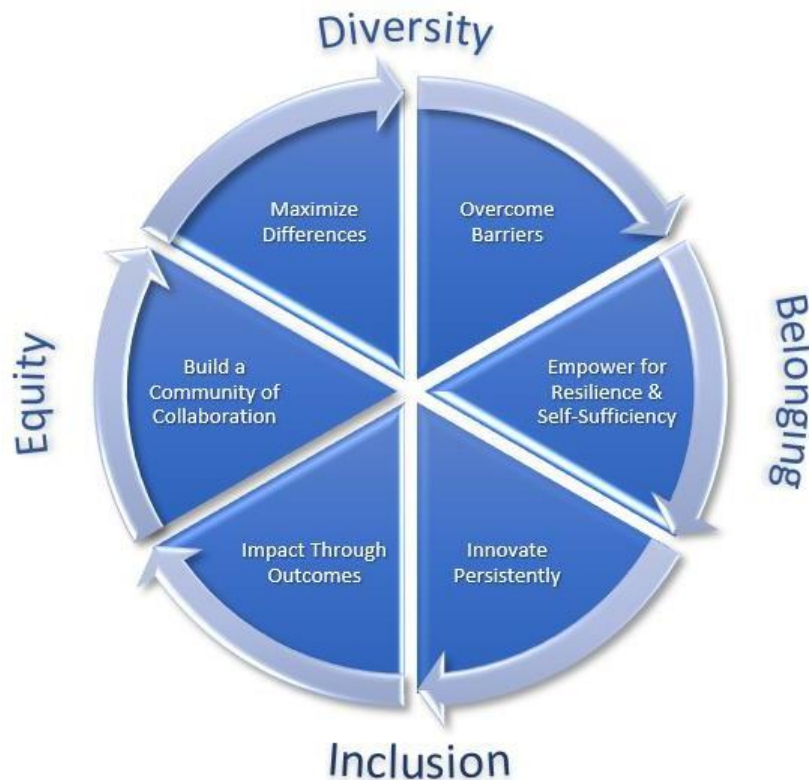 Diversity
Maximize
Differences
Overcome
Barriers
Equity
Build a
Community of
Collaboration
Empower for
Resilience &
Self-Sufficiency
Belonging
Impact Through
Outcomes
Innovate
Persistently
Inclusion